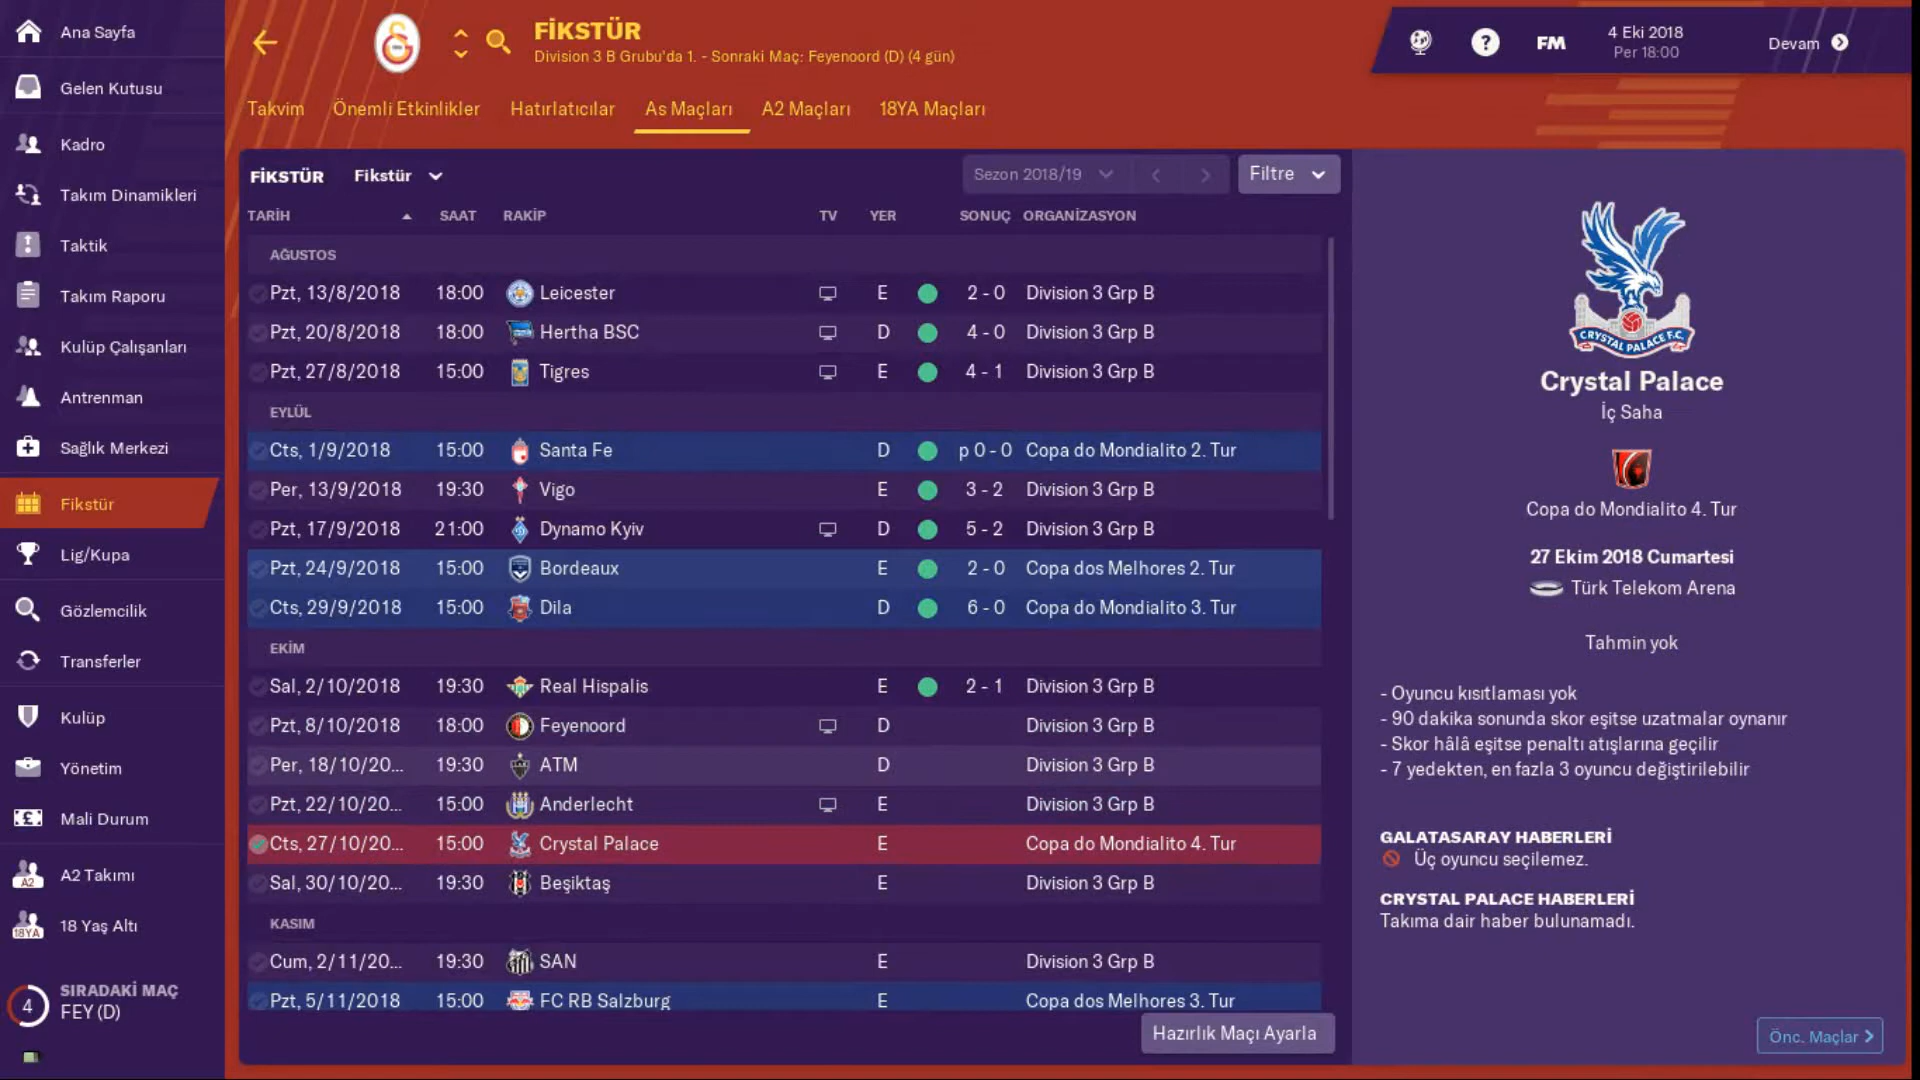 Ana Sayfa
Gelen Kutusu
Kadro
Takım Dinamikleri
Taktik
Takım Raporu
Kulüp Çalışanları
Antrenman
Sağlık Merkezi
Fikstür
Lig/Kupa
Gözlemcilik
Transferler
Kulüp
Yönetim
Mali Durum
A2
A2 Takımı
18YA
18 Yaş Altı
4
SIRADAKİ MAÇ
FEY (D)
FİKSTÜR
Division 3 B Grubu'da 1. - Sonraki Maç: Feyenoord (D) (4 gün)
FM
4 Eki 2018
Per 18:00
Devam
Takvim Önemli Etkinlikler Hatırlatıcılar As Maçları A2 Maçları 18YA Maçları
FİKSTÜR Fikstür Sezon 2018/19 Filtre
TARİH SAAT RAKİP TV YER SONUÇ ORGANİZASYON
AĞUSTOS
Pzt, 13/8/2018 18:00 Leicester E 2 - 0 Division 3 Grp B
Pzt, 20/8/2018 18:00 Hertha BSC D 4 - 0 Division 3 Grp B
Pzt, 27/8/2018 15:00 Tigres E 4 - 1 Division 3 Grp B
EYLÜL
Cts, 1/9/2018 15:00 Santa Fe D p 0 - 0 Copa do Mondialito 2. Tur
Per, 13/9/2018 19:30 Vigo E 3 - 2 Division 3 Grp B
Pzt, 17/9/2018 21:00 Dynamo Kyiv D 5 - 2 Division 3 Grp B
Pzt, 24/9/2018 15:00 Bordeaux E 2 - 0 Copa dos Melhores 2. Tur
Cts, 29/9/2018 15:00 Dila D 6 - 0 Copa do Mondialito 3. Tur
EKİM
Sal, 2/10/2018 19:30 Real Hispalis E 2 - 1 Division 3 Grp B
Pzt, 8/10/2018 18:00 Feyenoord D Division 3 Grp B
Per, 18/10/20... 19:30 ATM D Division 3 Grp B
Pzt, 22/10/20... 15:00 Anderlecht E Division 3 Grp B
Cts, 27/10/20... 15:00 Crystal Palace E Copa do Mondialito 4. Tur
Sal, 30/10/20... 19:30 Beşiktaş E Division 3 Grp B
KASIM
Cum, 2/11/20... 19:30 SAN E Division 3 Grp B
Pzt, 5/11/2018 15:00 FC RB Salzburg E Copa dos Melhores 3. Tur
Hazırlık Maçı Ayarla
CRYSTAL PALACE F.C.
Crystal Palace
İç Saha
Copa do Mondialito 4. Tur
27 Ekim 2018 Cumartesi
Türk Telekom Arena
Tahmin yok
- Oyuncu kısıtlaması yok
- 90 dakika sonunda skor eşitse uzatmalar oynanır
- Skor hâlâ eşitse penaltı atışlarına geçilir
- 7 yedekten, en fazla 3 oyuncu değiştirilebilir
GALATASARAY HABERLERİ
Üç oyuncu seçilemez.
CRYSTAL PALACE HABERLERİ
Takıma dair haber bulunamadı.
Önc. Maçlar